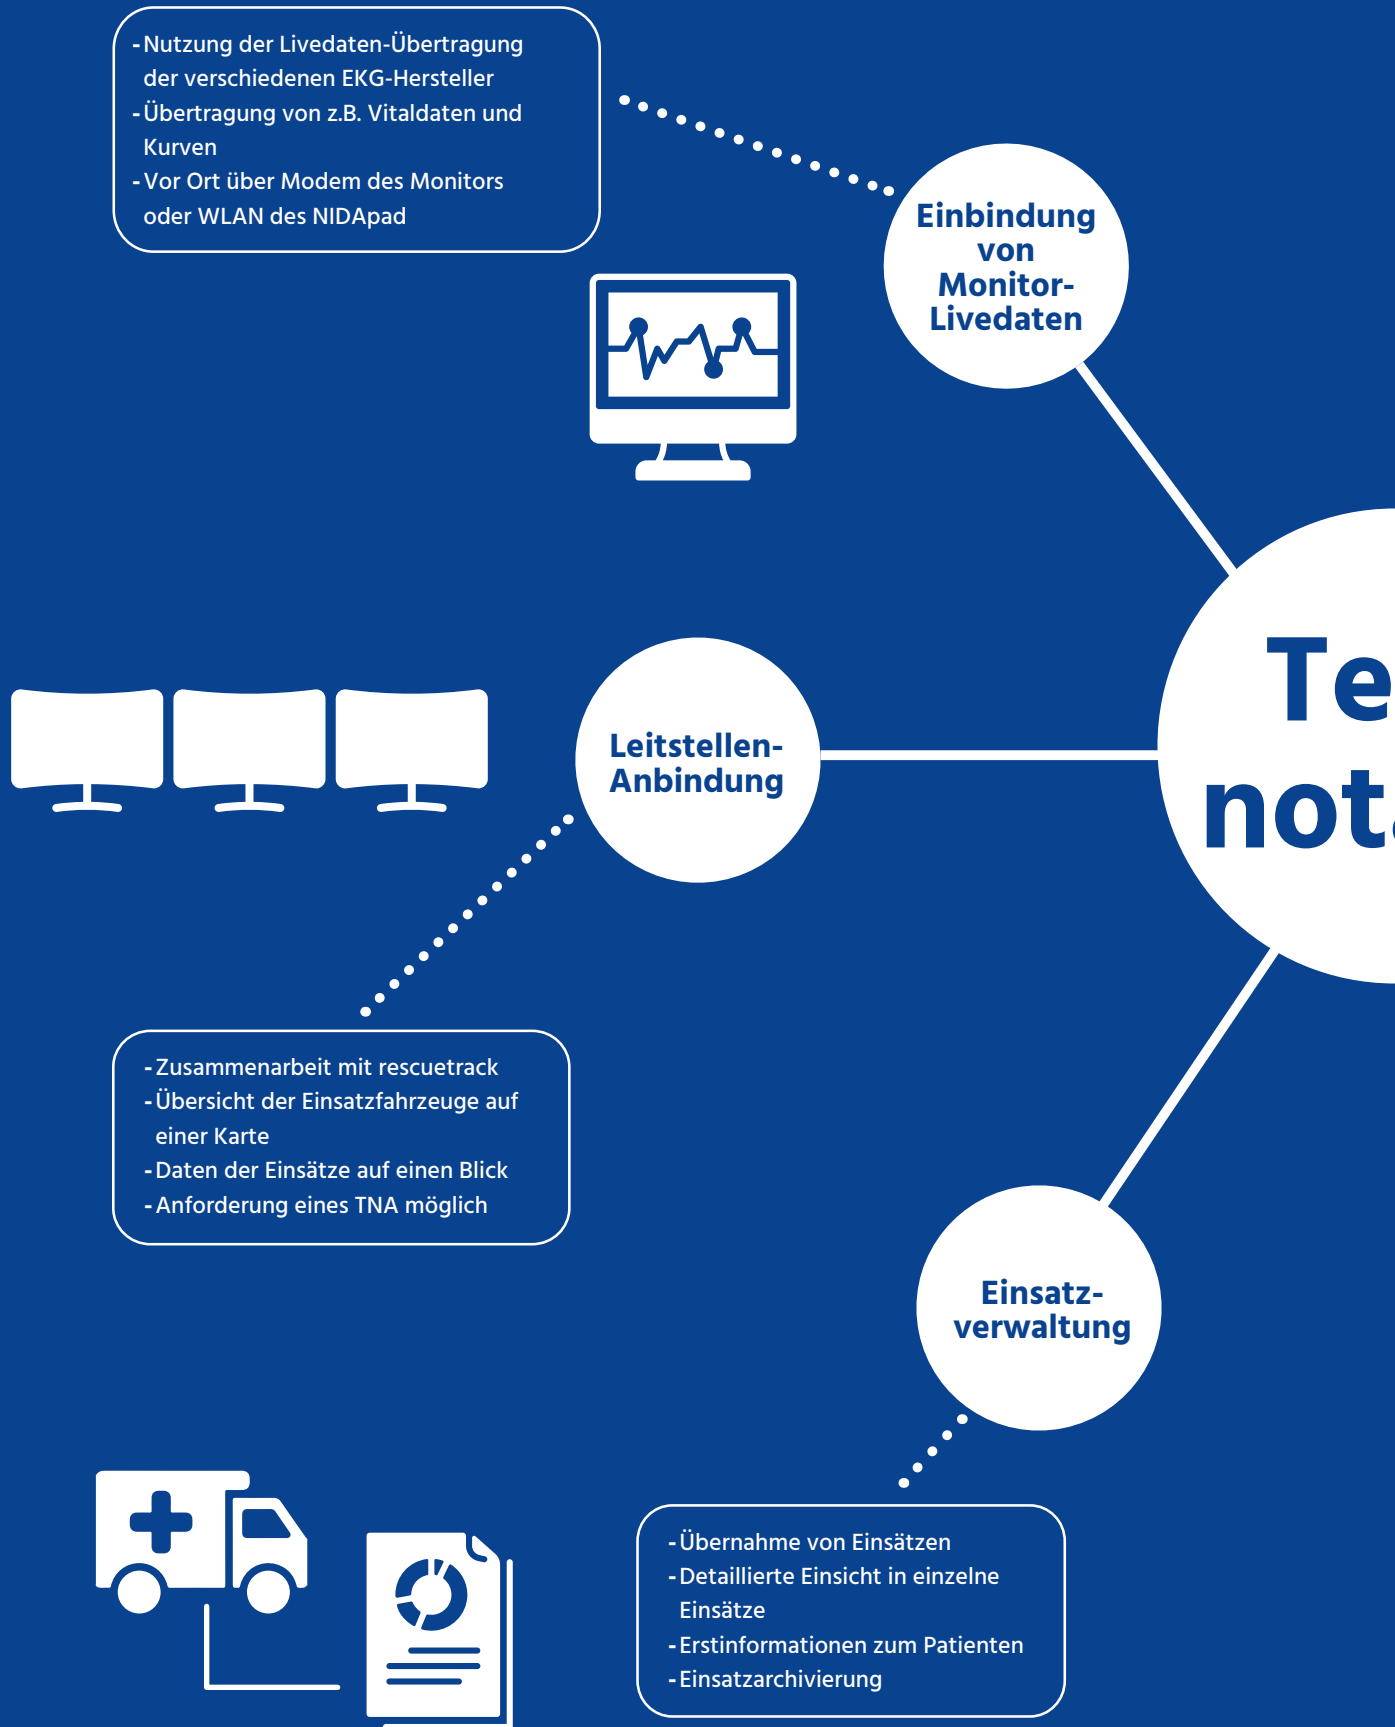 - Nutzung der Livedaten-Übertragung
der verschiedenen EKG-Hersteller
- Übertragung von z.B. Vitaldaten und
Kurven
- Vor Ort über Modem des Monitors
oder WLAN des NIDApad
Einbindung
von
Monitor-
Livedaten
Te
not
Leitstellen-
Anbindung
- Zusammenarbeit mit rescuetrack
- Übersicht der Einsatzfahrzeuge auf
einer Karte
- Daten der Einsätze auf einen Blick
- Anforderung eines TNA möglich
Einsatz-
verwaltung
- Übernahme von Einsätzen
- Detaillierte Einsicht in einzelne
Einsätze
- Erstinformationen zum Patienten
- Einsatzarchivierung